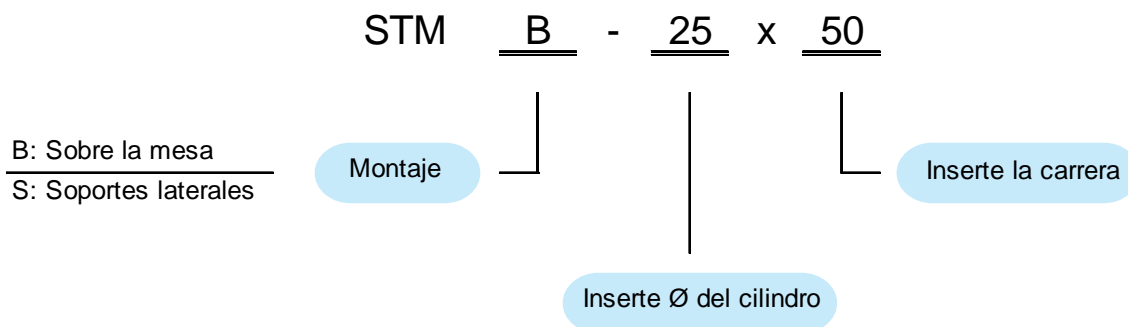 STM B - 25 x 50
B: Sobre la mesa
S: Soportes laterales
Montaje
Inserte la carrera
Inserte Ø del cilindro